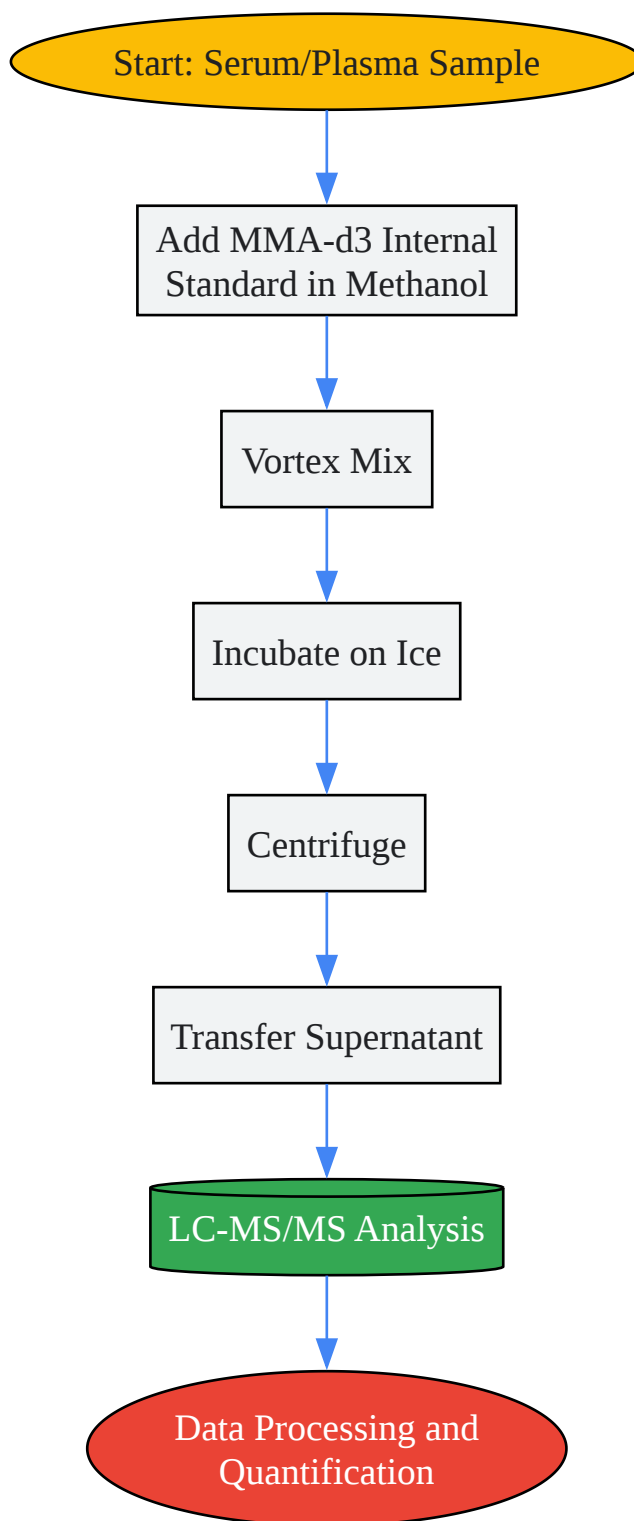 Start: Serum/Plasma Sample
Add MMA-d3 Internal
Standard in Methanol
Vortex Mix
Incubate on Ice
Centrifuge
Transfer Supernatant
LC-MS/MS Analysis
Data Processing and
Quantification